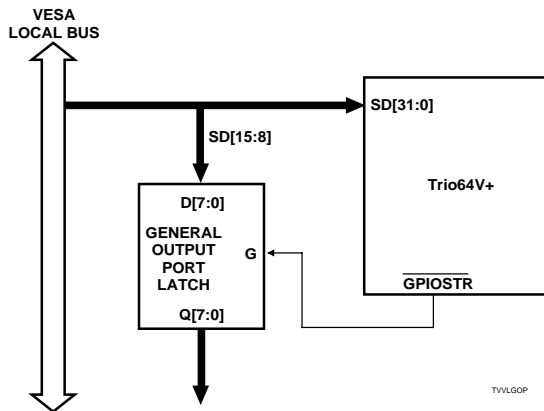 VESA
LOCAL BUS
SD[31:0]
SD[15:8]
Trio64V+
D[7:0]
GENERAL
OUTPUT
PORT
LATCH
G
GPIOSTR
Q[7:0]
TVVLGOP